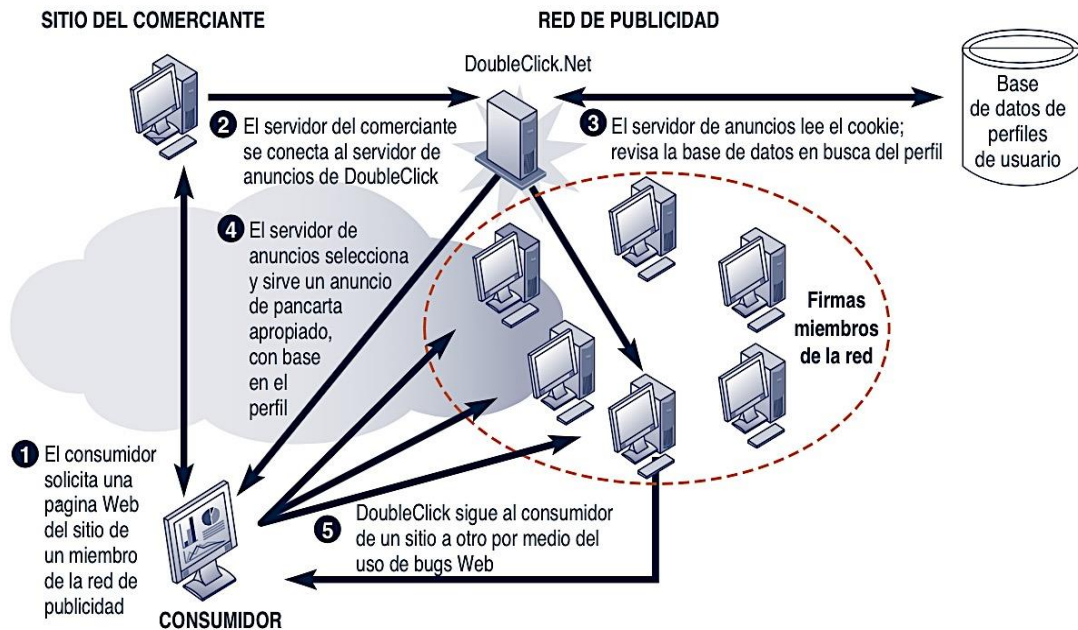 SITIO DEL COMERCIANTE
RED DE PUBLICIDAD
DoubleClick.Net
Base
de datos de
perfiles
de usuario
2 El servidor del comerciante
se conecta al servidor de
anuncios de DoubleClick
3 El servidor de anuncios lee el cookie;
revisa la base de datos en busca del perfil
4 El servidor de
anuncios selecciona
y sirve un anuncio
de pancarta
apropiado,
con base
en el
perfil
Firmas
miembros
de la red
1 El consumidor
solicita una
pagina Web
del sitio de
un miembro
de la red de
publicidad
5 DoubleClick sigue al consumidor
de un sitio a otro por medio del
uso de bugs Web
CONSUMIDOR